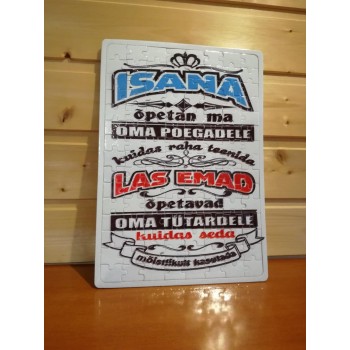 ISANA
õpetan ma
OMA POEGADELE
kuidas raha teenida
LAS EMAD
õpetavad
OMA TÜTARDELE
kuidas seda
mõistlikult kasutada